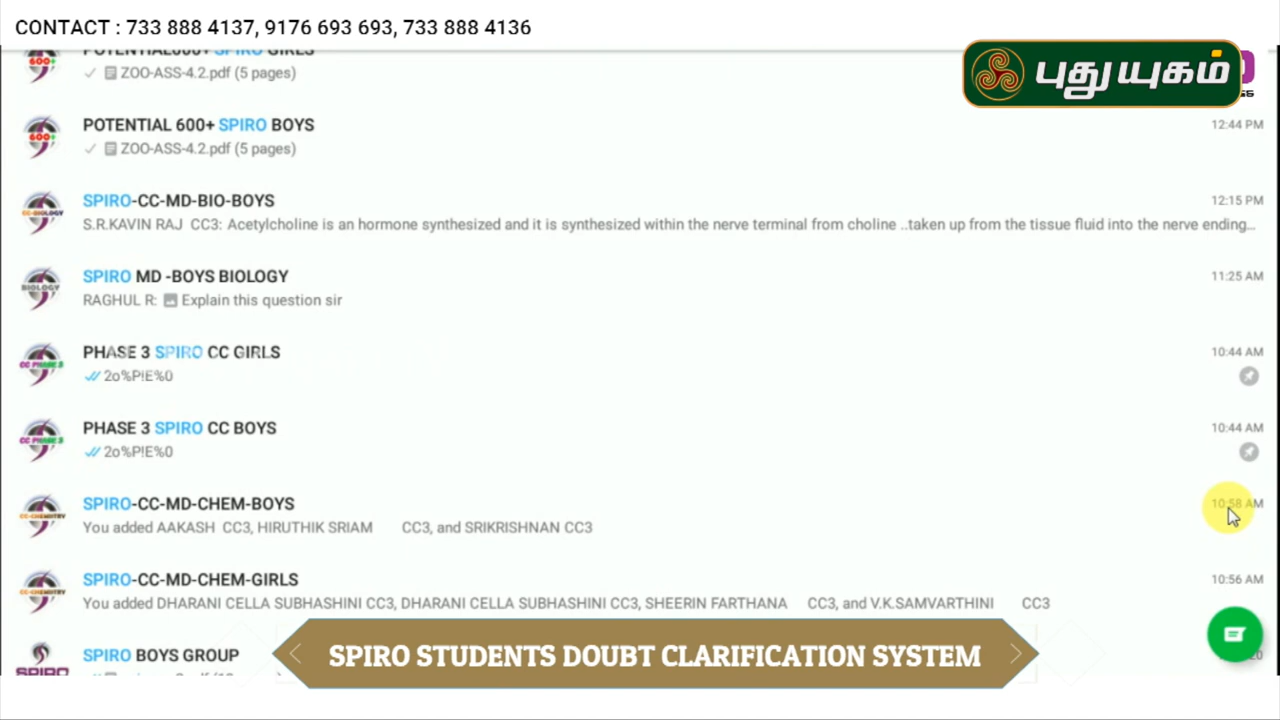 CONTACT : 733 888 4137, 9176 693 693, 733 888 4136
POTENTIAL 600+ SPIRO GIRLS
ZOO-ASS-4.2.pdf (5 pages)
புதுயுகம்
POTENTIAL 600+ SPIRO BOYS
12:44 PM
ZOO-ASS-4.2.pdf (5 pages)
SPIRO-CC-MD-BIO-BOYS
12:15 PM
S.R.KAVIN RAJ CC3: Acetylcholine is an hormone synthesized and it is synthesized within the nerve terminal from choline ..taken up from the tissue fluid into the nerve ending...
SPIRO MD -BOYS BIOLOGY
11:25 AM
RAGHUL R: Explain this question sir
PHASE 3 SPIRO CC GIRLS
10:44 AM
2o%P!E%0
PHASE 3 SPIRO CC BOYS
10:44 AM
2o%P!E%0
SPIRO-CC-MD-CHEM-BOYS
10:58 AM
You added AAKASH CC3, HIRUTHIK SRIAM CC3, and SRIKRISHNAN CC3
SPIRO-CC-MD-CHEM-GIRLS
10:56 AM
You added DHARANI CELLA SUBHASHINI CC3, DHARANI CELLA SUBHASHINI CC3, SHEERIN FARTHANA CC3, and V.K.SAMVARTHINI CC3
SPIRO BOYS GROUP
SPIRO STUDENTS DOUBT CLARIFICATION SYSTEM